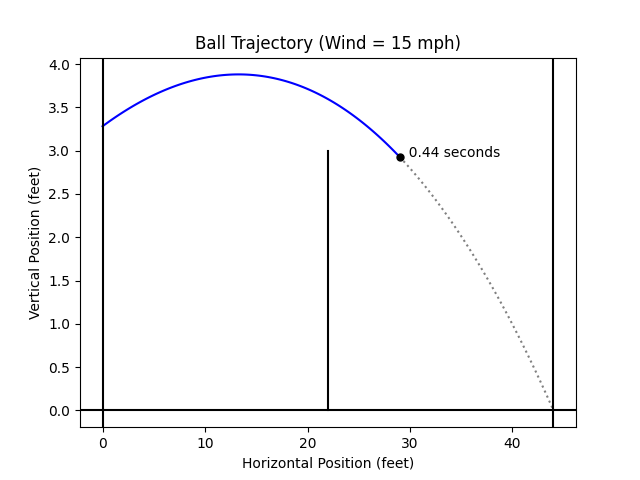 Ball Trajectory (Wind = 15 mph)
4.0
3.5
3.0
2.5
2.0
1.5
1.0
0.5
0.0
Vertical Position (feet)
0.44 seconds
0 10 20 30 40
Horizontal Position (feet)